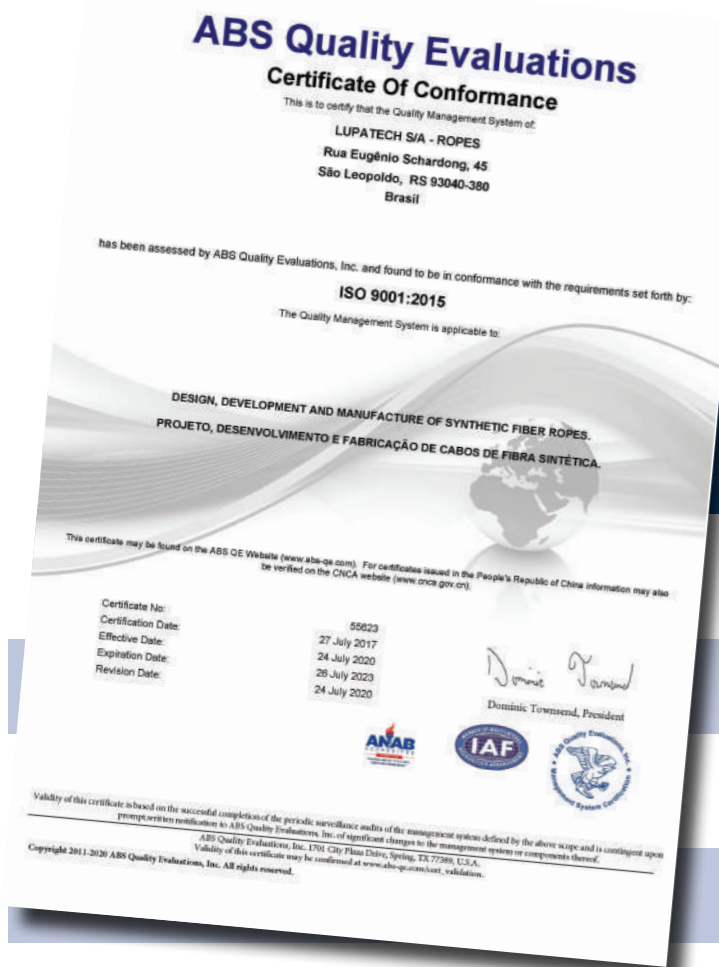 ABS Quality Evaluations
Certificate Of Conformance
This is to certify that the Quality Management System of:
LUPATECH S/A - ROPES
Rua Eugênio Schardong, 45
São Leopoldo, RS 93040-380
Brasil
has been assessed by ABS Quality Evaluations, Inc. and found to be in conformance with the requirements set forth by:
ISO 9001:2015
The Quality Management System is applicable to:
DESIGN, DEVELOPMENT AND MANUFACTURE OF SYNTHETIC FIBER ROPES.
PROJETO, DESENVOLVIMENTO E FABRICAÇÃO DE CABOS DE FIBRA SINTÉTICA.
This certificate may be found on the ABS QE Website (www.abs-qe.com). For certificates issued in the People's Republic of China information may also
be verified on the CNCA website (www.cnca.gov.cn).
Certificate No: 55623
Certification Date: 27 July 2017
Effective Date: 24 July 2020
Expiration Date: 26 July 2023
Revision Date: 24 July 2020
Dominic Townsend
Dominic Townsend, President
ANAB
ACCREDITED
IAF
ABS Quality Evaluations, Inc.
Management System Certification
Validity of this certificate is based on the successful completion of the periodic surveillance audits of the management system defined by the above scope and is contingent upon
prompt, written notification to ABS Quality Evaluations, Inc. of significant changes to the management system or components thereof.
ABS Quality Evaluations, Inc. 1701 City Plaza Drive, Spring, TX 77389, U.S.A.
Validity of this certificate may be confirmed at www.abs-qe.com/cert_validation.
Copyright 2011-2020 ABS Quality Evaluations, Inc. All rights reserved.